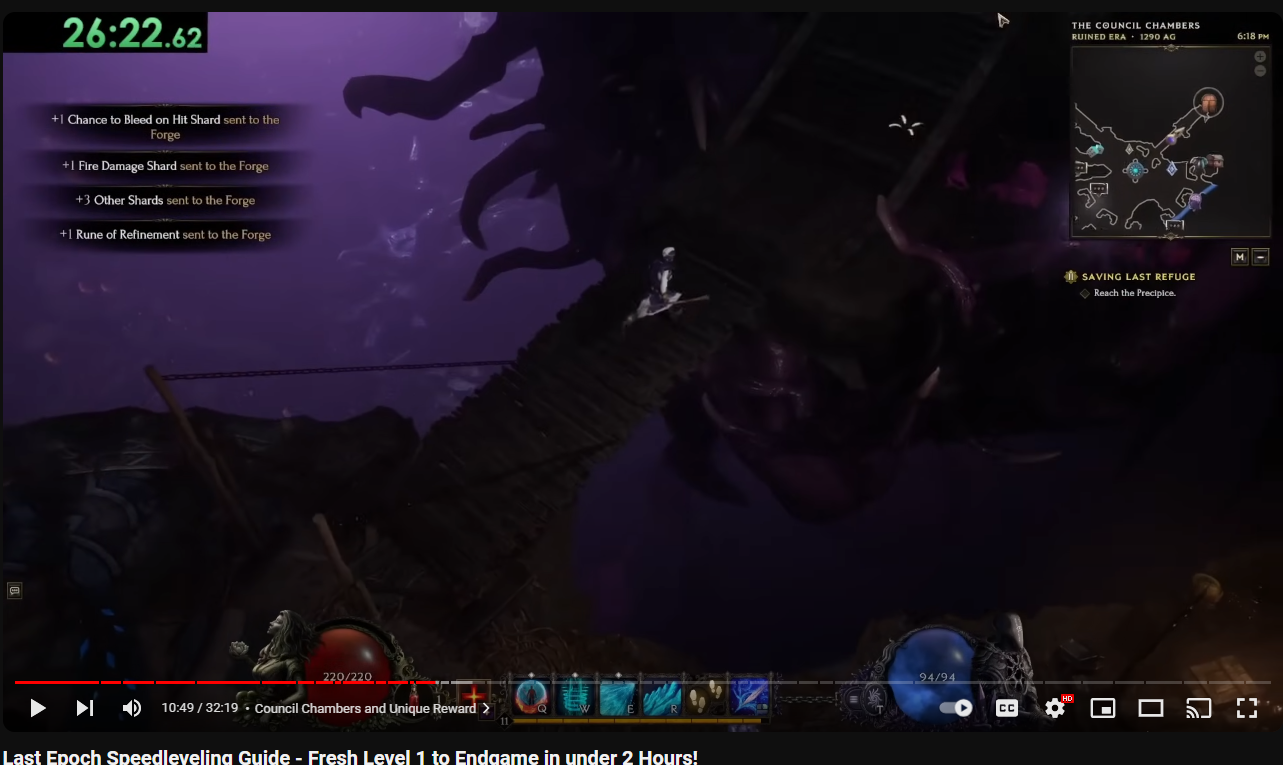 26:22.62
THE COUNCIL CHAMBERS
RUINED ERA • 1290 AG
6:18 PM
+1 Chance to Bleed on Hit Shard sent to the
Forge
+1 Fire Damage Shard sent to the Forge
+3 Other Shards sent to the Forge
+1 Rune of Refinement sent to the Forge
M
SAVING LAST REFUGE
Reach the Precipice.
220/220
94/94
Q
W
E
R
T
11
10:49 / 32:19 • Council Chambers and Unique Reward
CC
HD
Last Epoch Speedleveling Guide - Fresh Level 1 to Endgame in under 2 Hours!